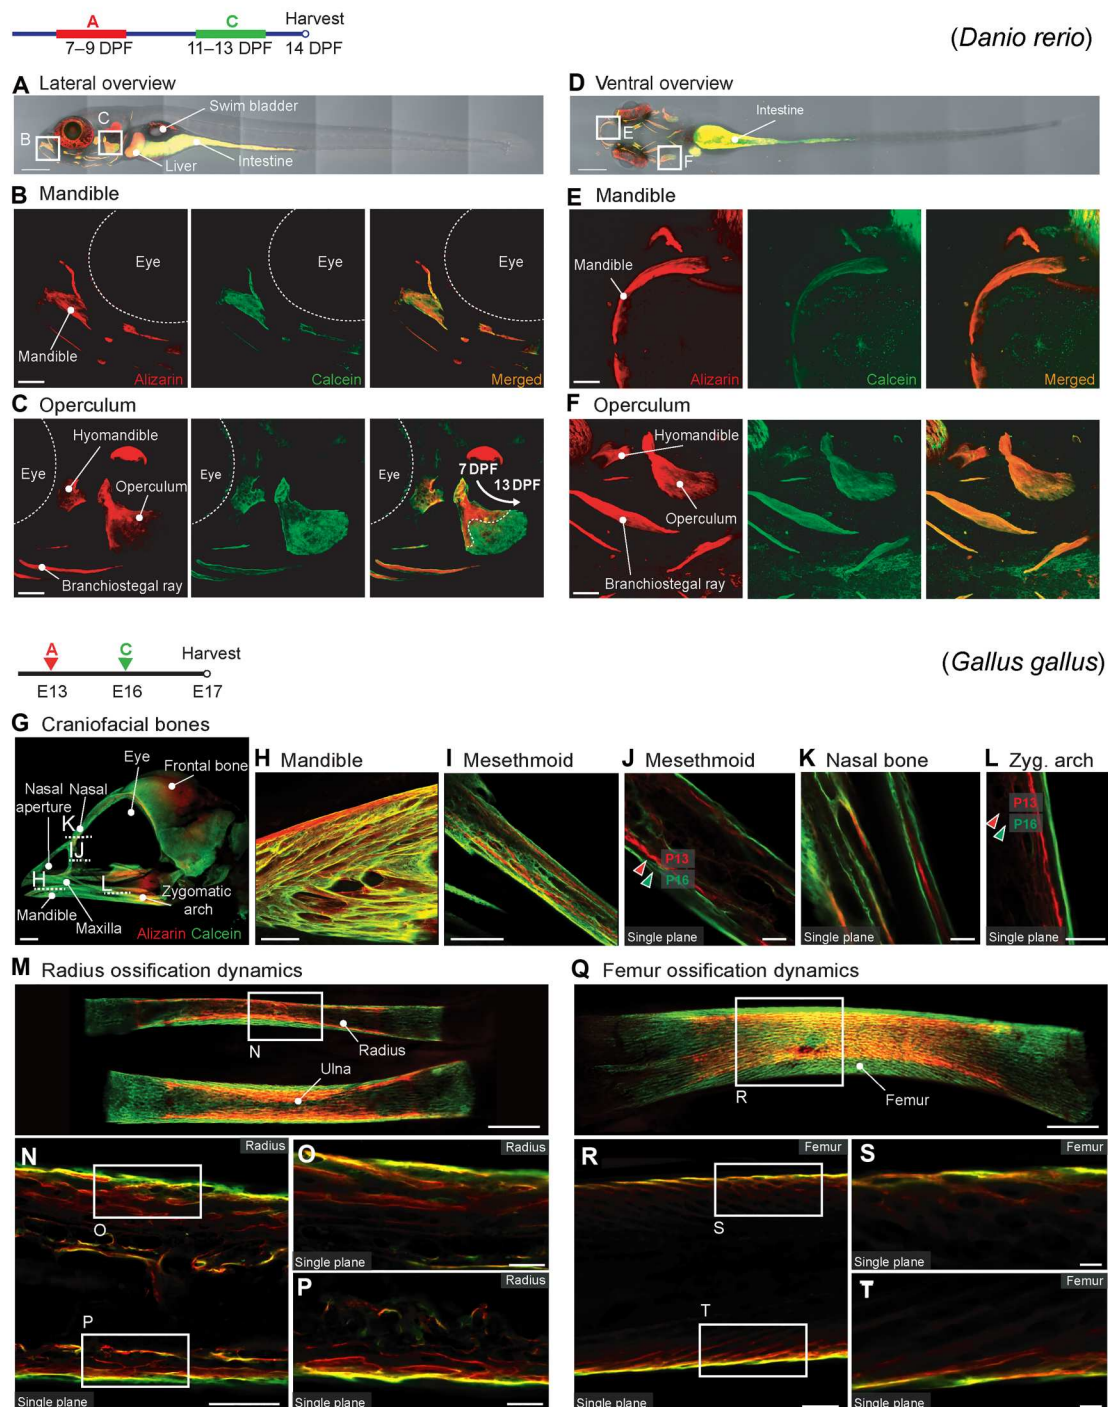 A
C
Harvest
7–9 DPF
11–13 DPF
14 DPF
(Danio rerio)
A Lateral overview
B
C
Swim bladder
Liver
Intestine
D Ventral overview
E
F
Intestine
B Mandible
Eye
Eye
Eye
Mandible
Alizarin
Calcein
Merged
E Mandible
Mandible
Alizarin
Calcein
Merged
C Operculum
Hyomandible
Eye
Operculum
Branchiostegal ray
Eye
7 DPF
13 DPF
F Operculum
Hyomandible
Operculum
Branchiostegal ray
A
C
Harvest
E13
E16
E17
(Gallus gallus)
G Craniofacial bones
Eye
Frontal bone
Nasal
aperture
Nasal
K
IJ
H
L
Mandible
Maxilla
Zygomatic
arch
Alizarin Calcein
H Mandible
I Mesethmoid
J Mesethmoid
P13
P16
Single plane
K Nasal bone
Single plane
L Zyg. arch
P13
P16
Single plane
M Radius ossification dynamics
N
Radius
Ulna
Q Femur ossification dynamics
R
Femur
N
Radius
O
P
Single plane
O
Radius
Single plane
P
Radius
Single plane
R
Femur
S
T
Single plane
S
Femur
Single plane
T
Femur
Single plane